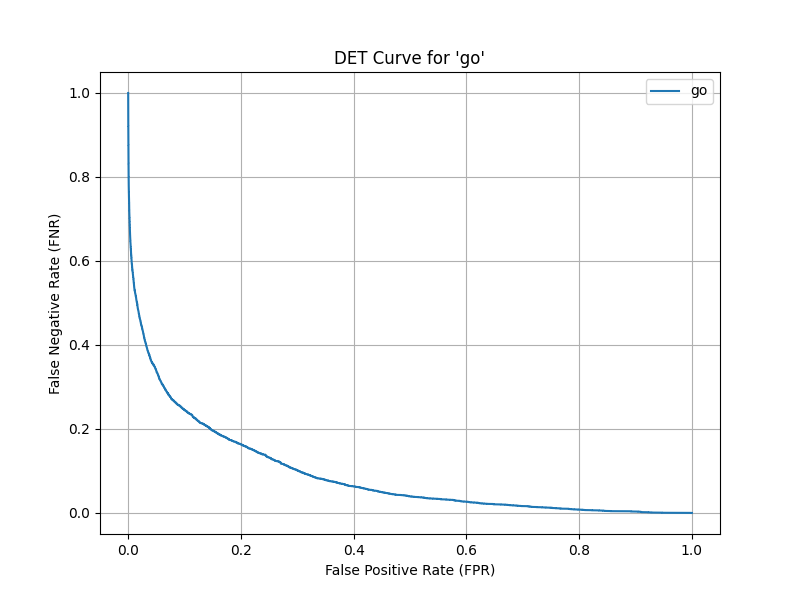 DET Curve for 'go'
go
1.0
0.8
0.6
0.4
0.2
0.0
False Negative Rate (FNR)
0.0 0.2 0.4 0.6 0.8 1.0
False Positive Rate (FPR)